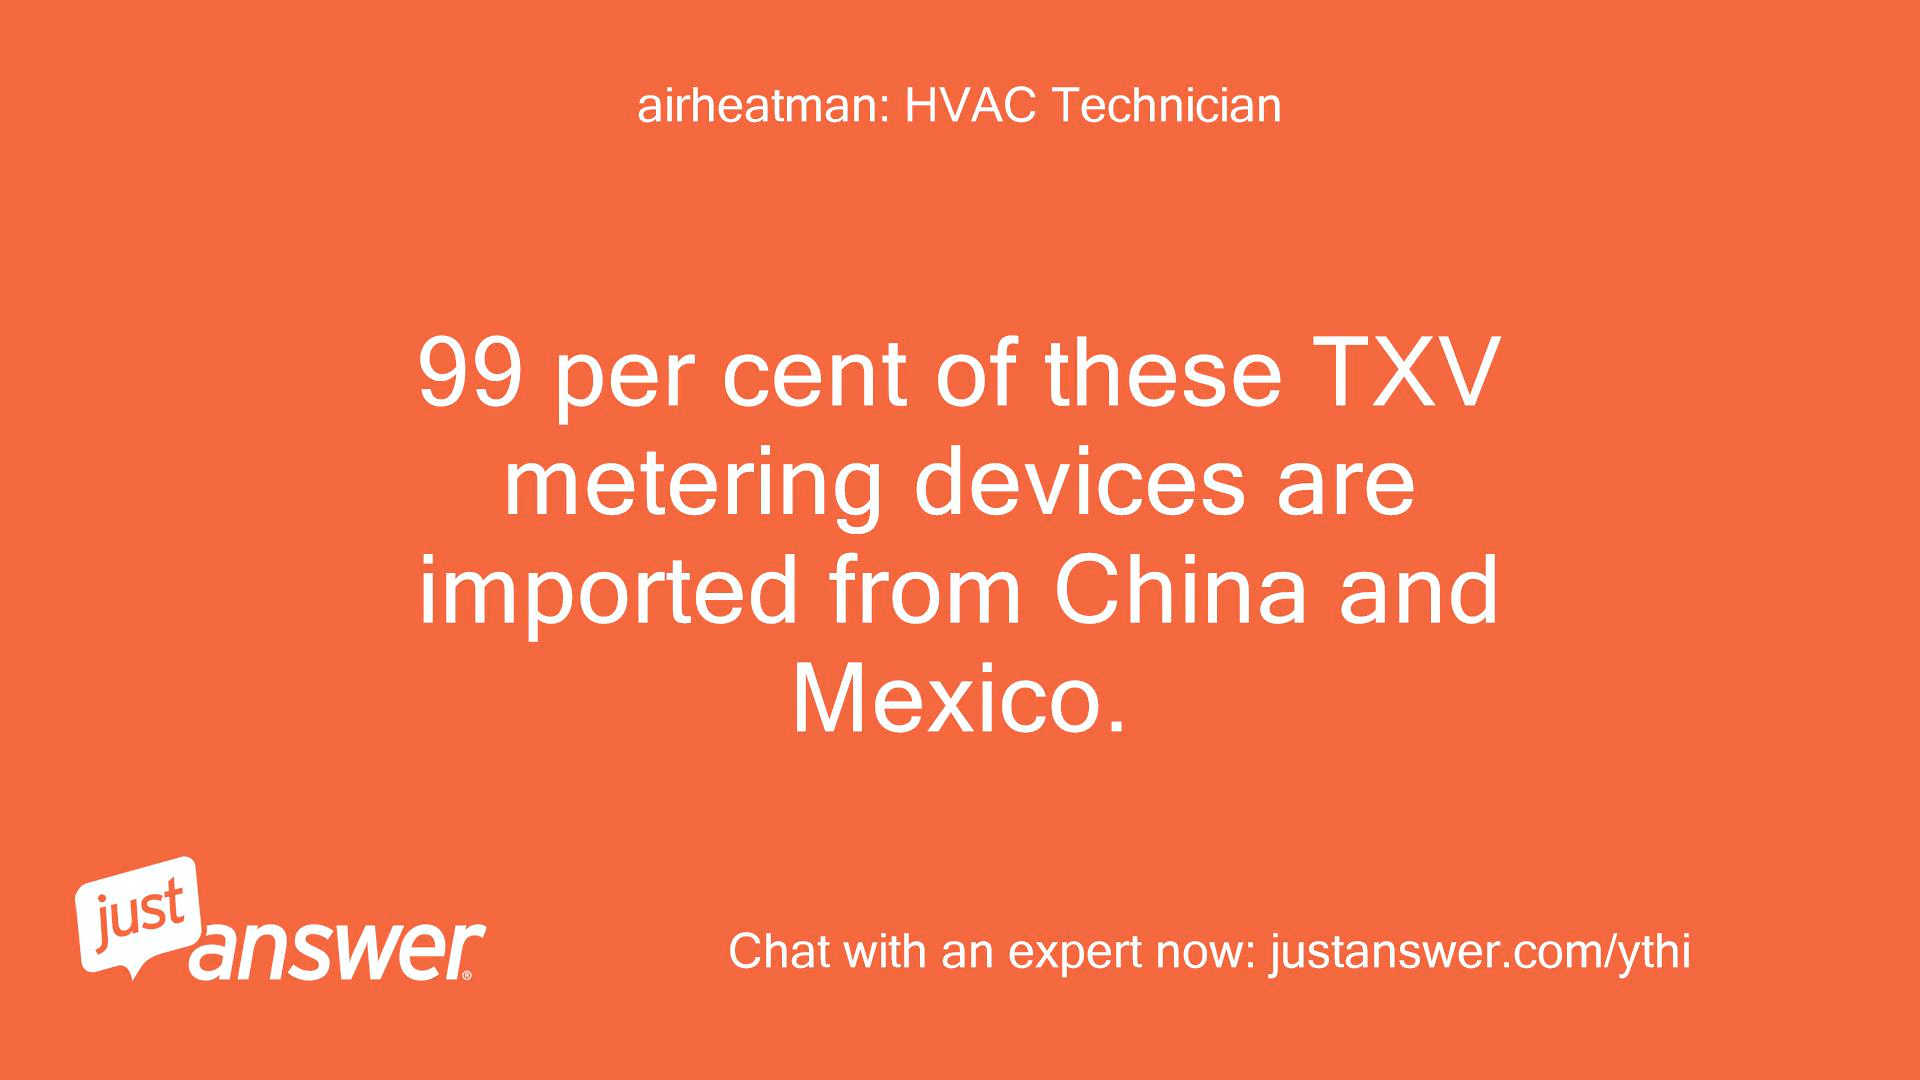 airheatman: HVAC Technician
99 per cent of these TXV
metering devices are
imported from China and
Mexico.
just
answer®
Chat with an expert now: justanswer.com/ythi